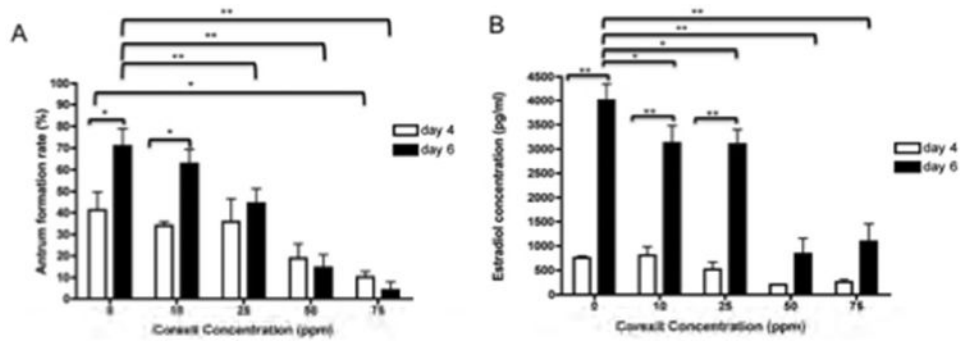 A
**
**
**
*
*
*
Antrum formation rate (%)
100
90
80
70
60
50
40
30
20
10
0
0 10 25 50 75
Corexit Concentration (ppm)
day 4
day 6
B
**
**
*
*
**
**
**
Estradiol concentration (pg/ml)
4500
4000
3500
3000
2500
2000
1500
1000
500
0
0 10 25 50 75
Corexit Concentration (ppm)
day 4
day 6